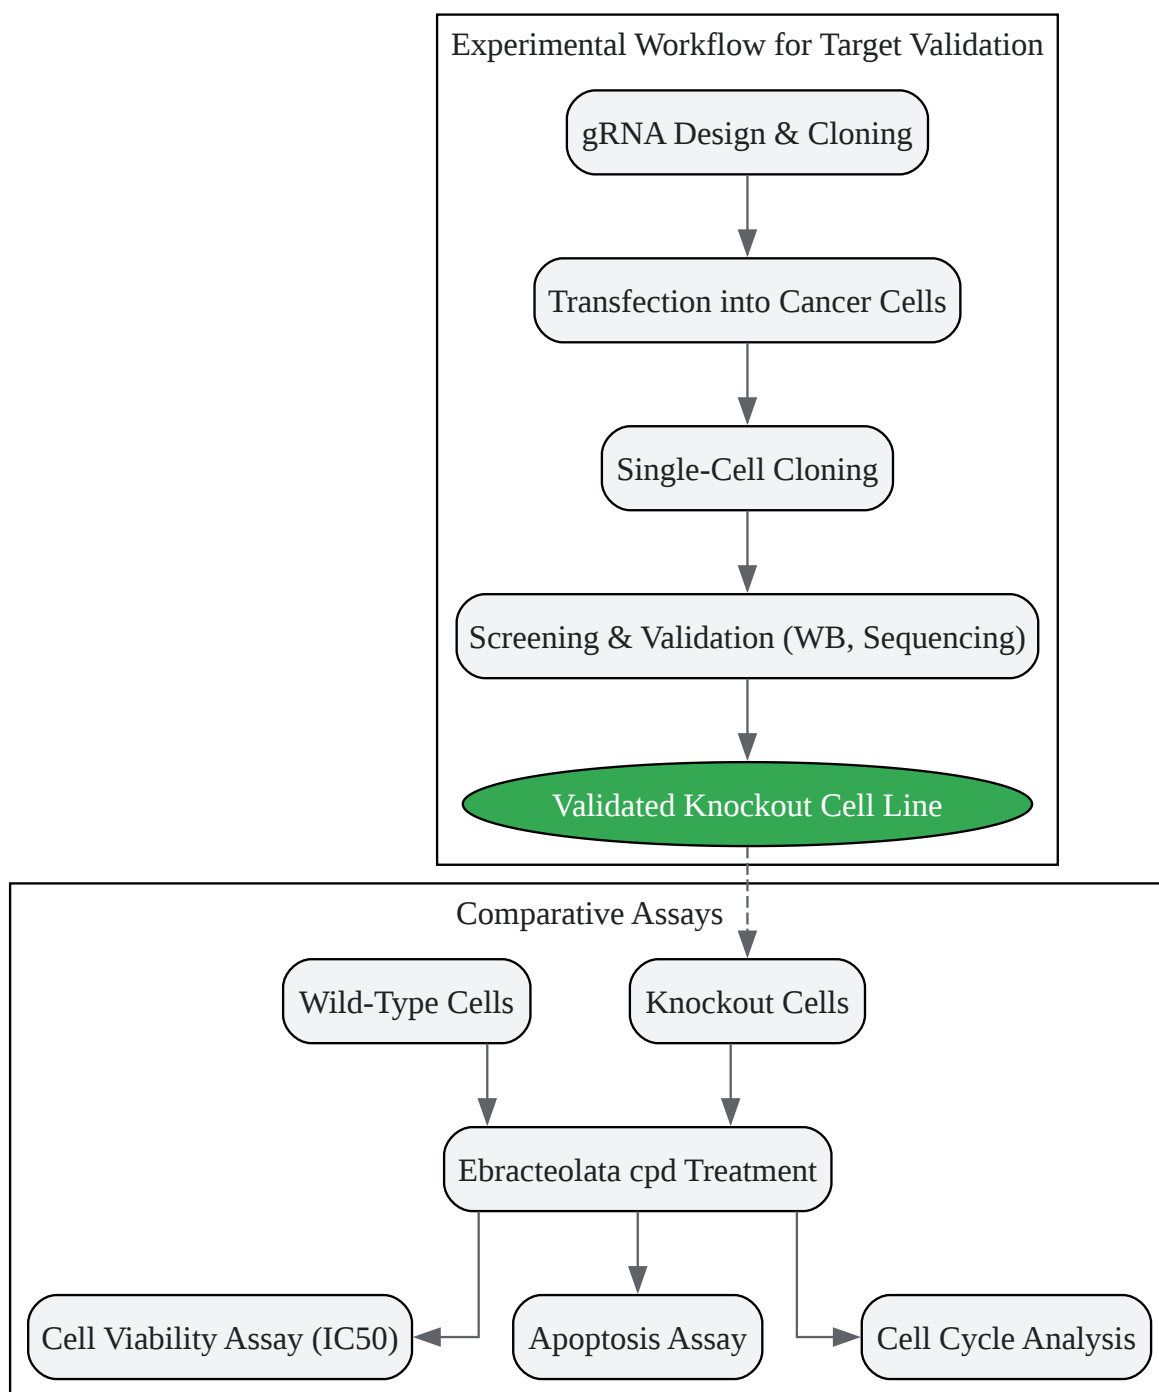 Experimental Workflow for Target Validation
gRNA Design & Cloning
Transfection into Cancer Cells
Single-Cell Cloning
Screening & Validation (WB, Sequencing)
Validated Knockout Cell Line
Comparative Assays
Wild-Type Cells
Knockout Cells
Ebracteolata cpd Treatment
Cell Viability Assay (IC50)
Apoptosis Assay
Cell Cycle Analysis